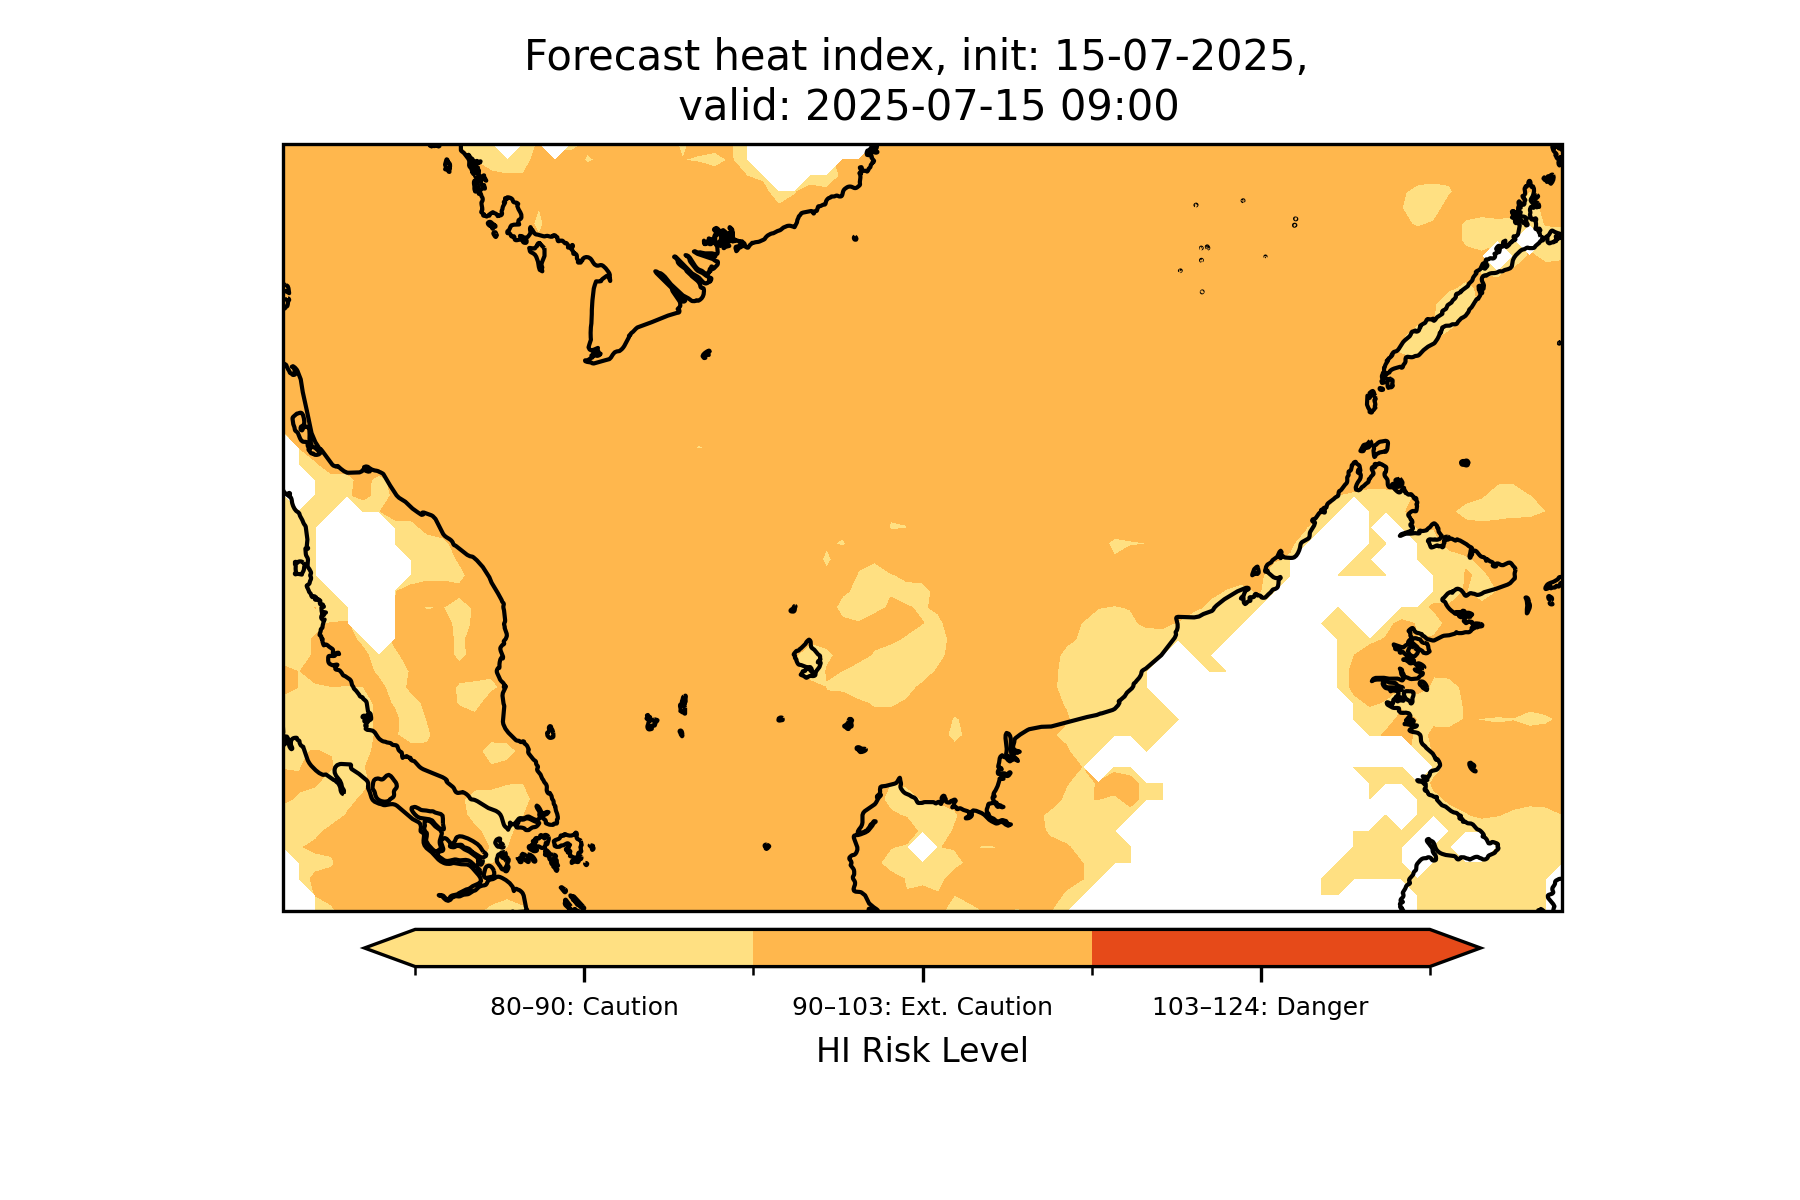 Forecast heat index, init: 15-07-2025,
valid: 2025-07-15 09:00
80–90: Caution
90–103: Ext. Caution
103–124: Danger
HI Risk Level